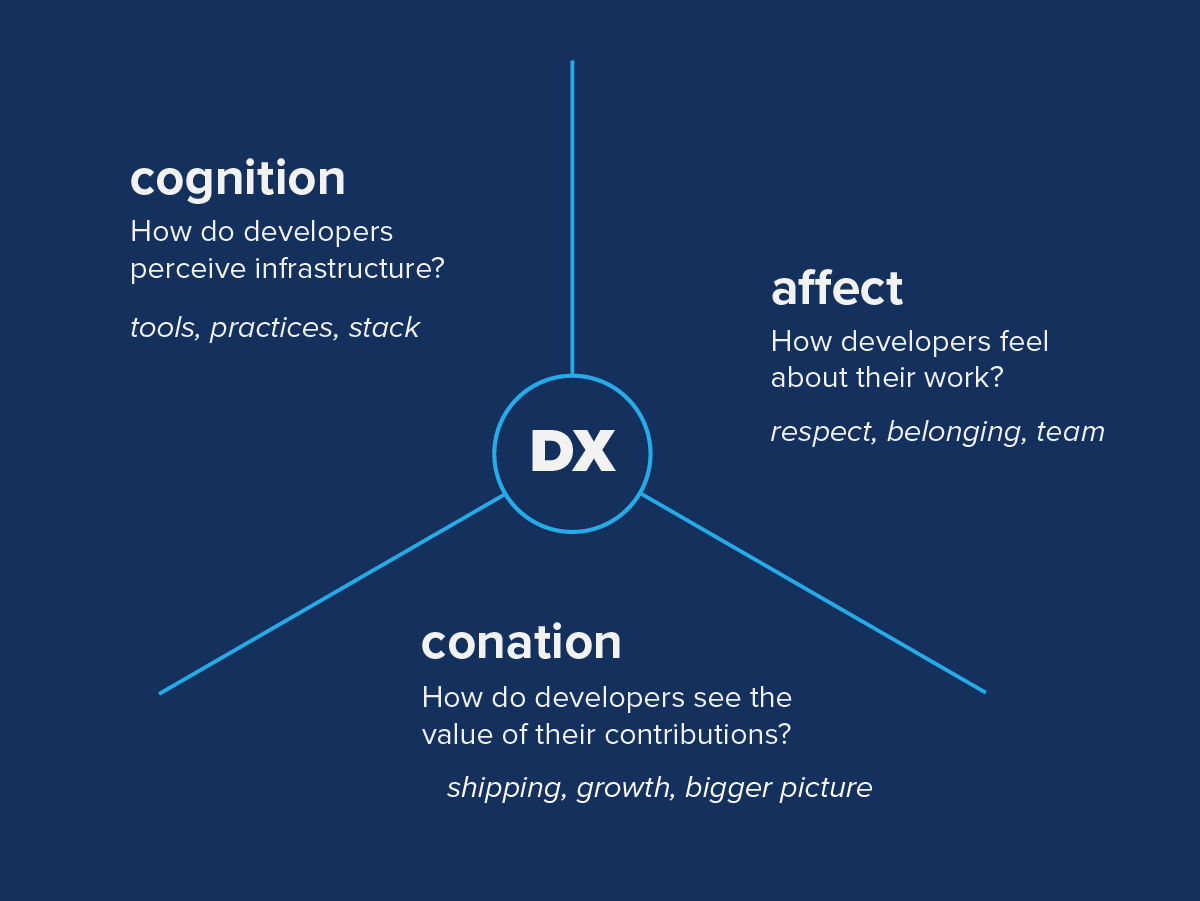 cognition
How do developers
perceive infrastructure?
tools, practices, stack
affect
How developers feel
about their work?
respect, belonging, team
DX
conation
How do developers see the
value of their contributions?
shipping, growth, bigger picture